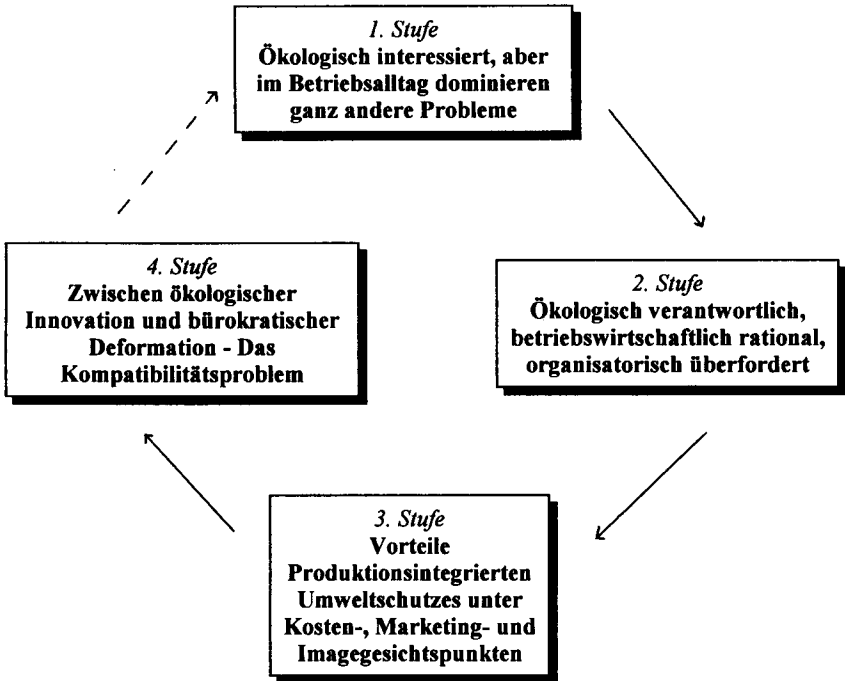 1. Stufe
Ökologisch interessiert, aber
im Betriebsalltag dominieren
ganz andere Probleme
2. Stufe
Ökologisch verantwortlich,
betriebswirtschaftlich rational,
organisatorisch überfordert
3. Stufe
Vorteile
Produktionsintegrierten
Umweltschutzes unter
Kosten-, Marketing- und
Imagegesichtspunkten
4. Stufe
Zwischen ökologischer
Innovation und bürokratischer
Deformation - Das
Kompatibilitätsproblem